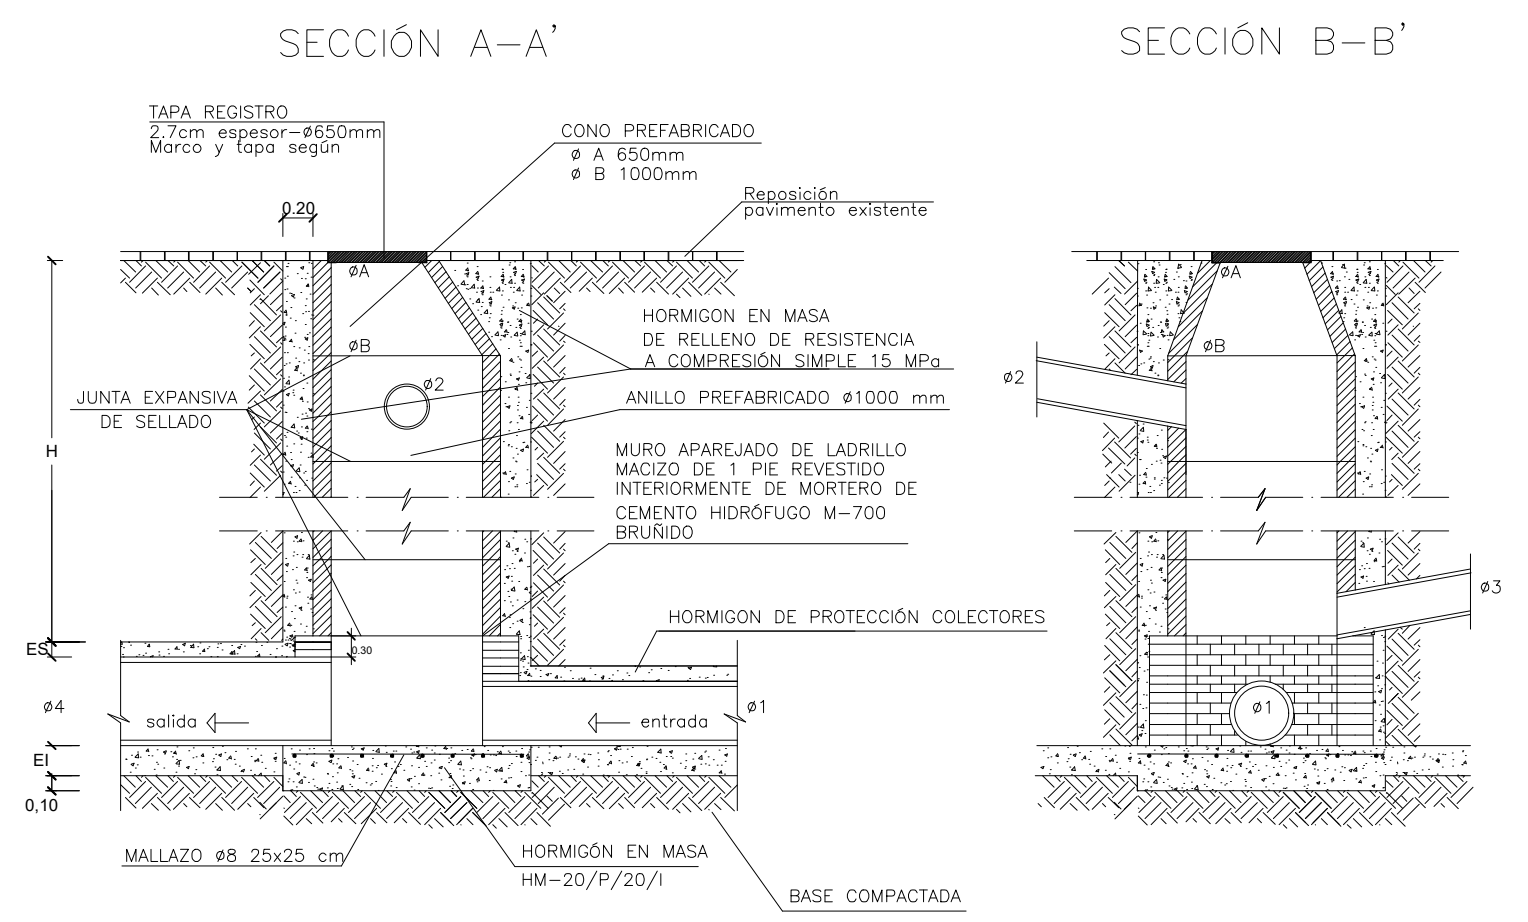 SECCIÓN A-A'
SECCIÓN B-B'
TAPA REGISTRO
2.7cm espesor-ø650mm
Marco y tapa según
CONO PREFABRICADO
ø A 650mm
ø B 1000mm
Reposición
pavimento existente
0.20
øA
øA
HORMIGON EN MASA
DE RELLENO DE RESISTENCIA
A COMPRESIÓN SIMPLE 15 MPa
øB
øB
ø2
ø2
JUNTA EXPANSIVA
DE SELLADO
ANILLO PREFABRICADO ø1000 mm
H
MURO APAREJADO DE LADRILLO
MACIZO DE 1 PIE REVESTIDO
INTERIORMENTE DE MORTERO DE
CEMENTO HIDRÓFUGO M-700
BRUÑIDO
ø3
HORMIGON DE PROTECCIÓN COLECTORES
ES
0.30
ø4
salida
entrada
ø1
ø1
EI
0,10
MALLAZO ø8 25x25 cm
HORMIGÓN EN MASA
HM-20/P/20/I
BASE COMPACTADA